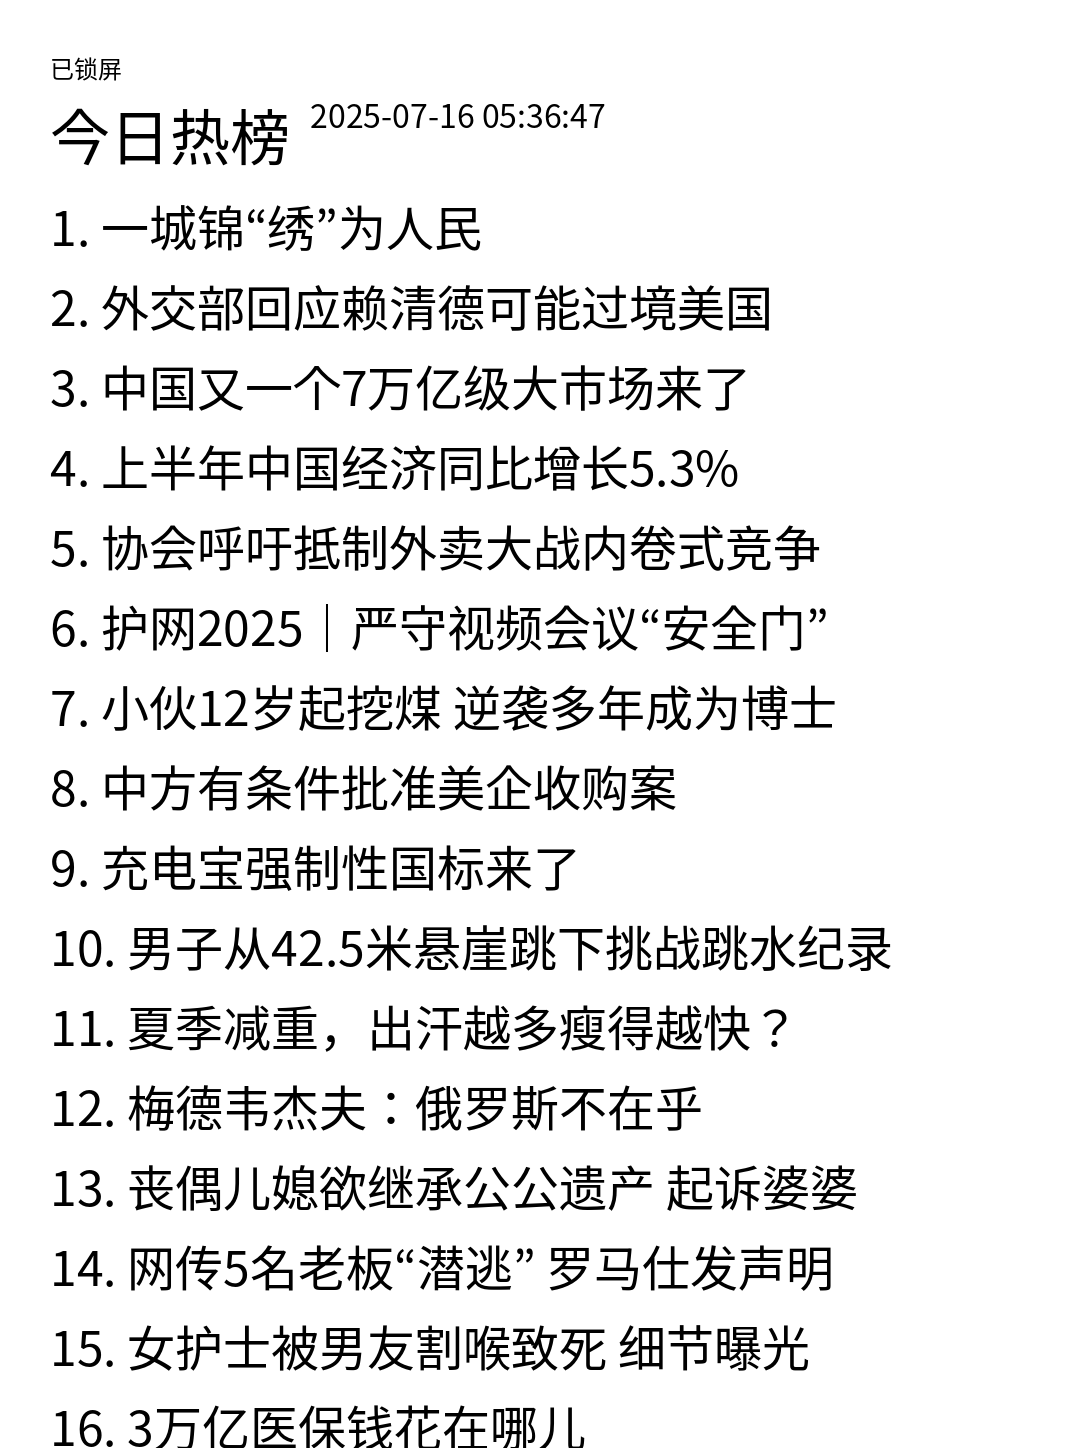 已锁屏
今日热榜 2025-07-16 05:36:47
1. 一城锦“绣”为人民
2. 外交部回应赖清德可能过境美国
3. 中国又一个7万亿级大市场来了
4. 上半年中国经济同比增长5.3%
5. 协会呼吁抵制外卖大战内卷式竞争
6. 护网2025｜严守视频会议“安全门”
7. 小伙12岁起挖煤 逆袭多年成为博士
8. 中方有条件批准美企收购案
9. 充电宝强制性国标来了
10. 男子从42.5米悬崖跳下挑战跳水纪录
11. 夏季减重，出汗越多瘦得越快？
12. 梅德韦杰夫：俄罗斯不在乎
13. 丧偶儿媳欲继承公公遗产 起诉婆婆
14. 网传5名老板“潜逃” 罗马仕发声明
15. 女护士被男友割喉致死 细节曝光
16. 3万亿医保钱花在哪儿